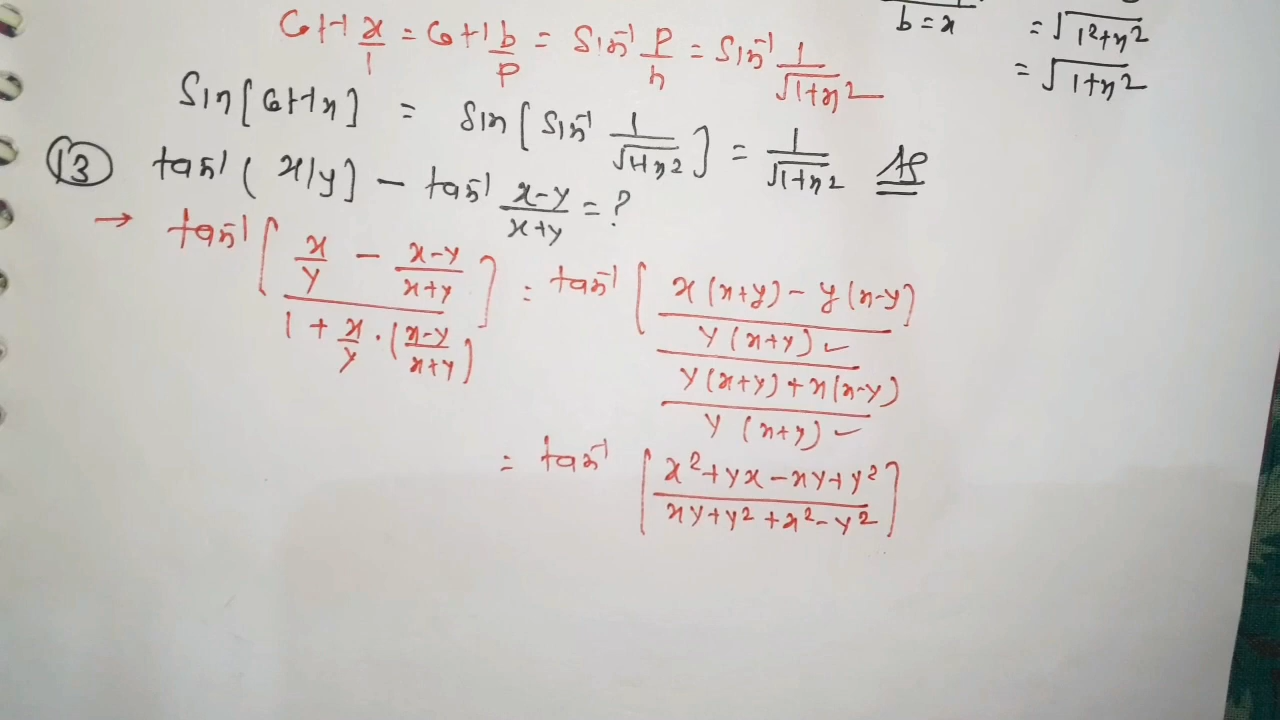 b = x = √1²+x²
Cot⁻¹ x/1 = Cot⁻¹ b/p = Sin⁻¹ p/h = Sin⁻¹ 1/√1+x² = √1+x²
Sin[Cot⁻¹x] = Sin[Sin⁻¹ 1/√1+x²] = 1/√1+x²
(13) tan⁻¹(x/y] - tan⁻¹ x-y/x+y = ?
→ tan⁻¹[x/y - x-y/x+y / 1 + x/y · (x-y/x+y)] = tan⁻¹[x(x+y) - y(x-y) / y(x+y) ✓ / y(x+y) + x(x-y) / y(x+y) ✓
= tan⁻¹[x²+yx-xy+y² / xy+y²+x²-y²]